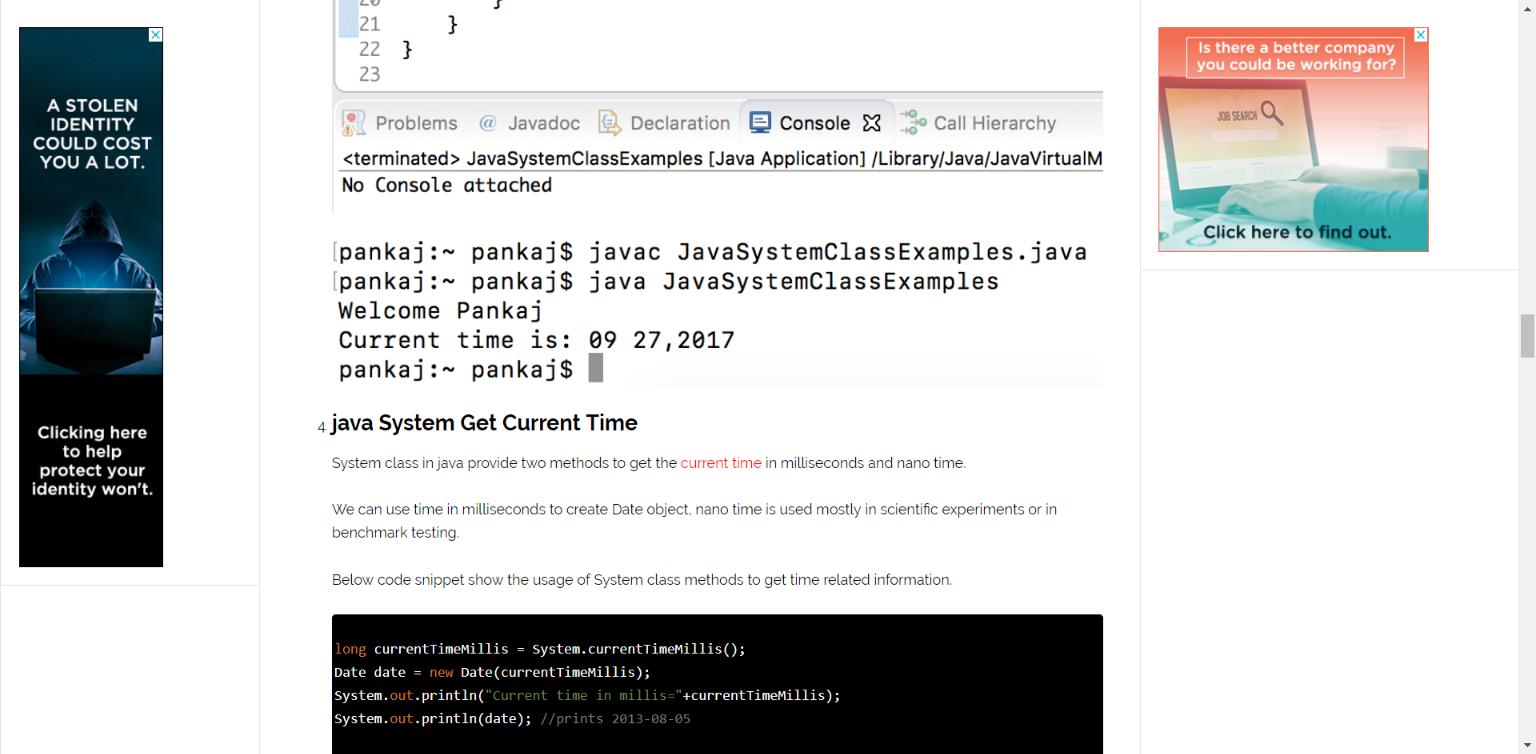 A STOLEN
IDENTITY
COULD COST
YOU A LOT.
Clicking here
to help
protect your
identity won't.
20 }
21 }
22 }
23
Problems @ Javadoc Declaration Console Call Hierarchy
<terminated> JavaSystemClassExamples [Java Application] /Library/Java/JavaVirtualM
No Console attached
[pankaj:~ pankaj$ javac JavaSystemClassExamples.java
[pankaj:~ pankaj$ java JavaSystemClassExamples
Welcome Pankaj
Current time is: 09 27,2017
pankaj:~ pankaj$
4. java System Get Current Time
System class in java provide two methods to get the current time in milliseconds and nano time.
We can use time in milliseconds to create Date object, nano time is used mostly in scientific experiments or in
benchmark testing.
Below code snippet show the usage of System class methods to get time related information.
long currentTimeMillis = System.currentTimeMillis();
Date date = new Date(currentTimeMillis);
System.out.println("Current time in millis="+currentTimeMillis);
System.out.println(date); //prints 2013-08-05
Is there a better company
you could be working for?
JOB SEARCH
Click here to find out.